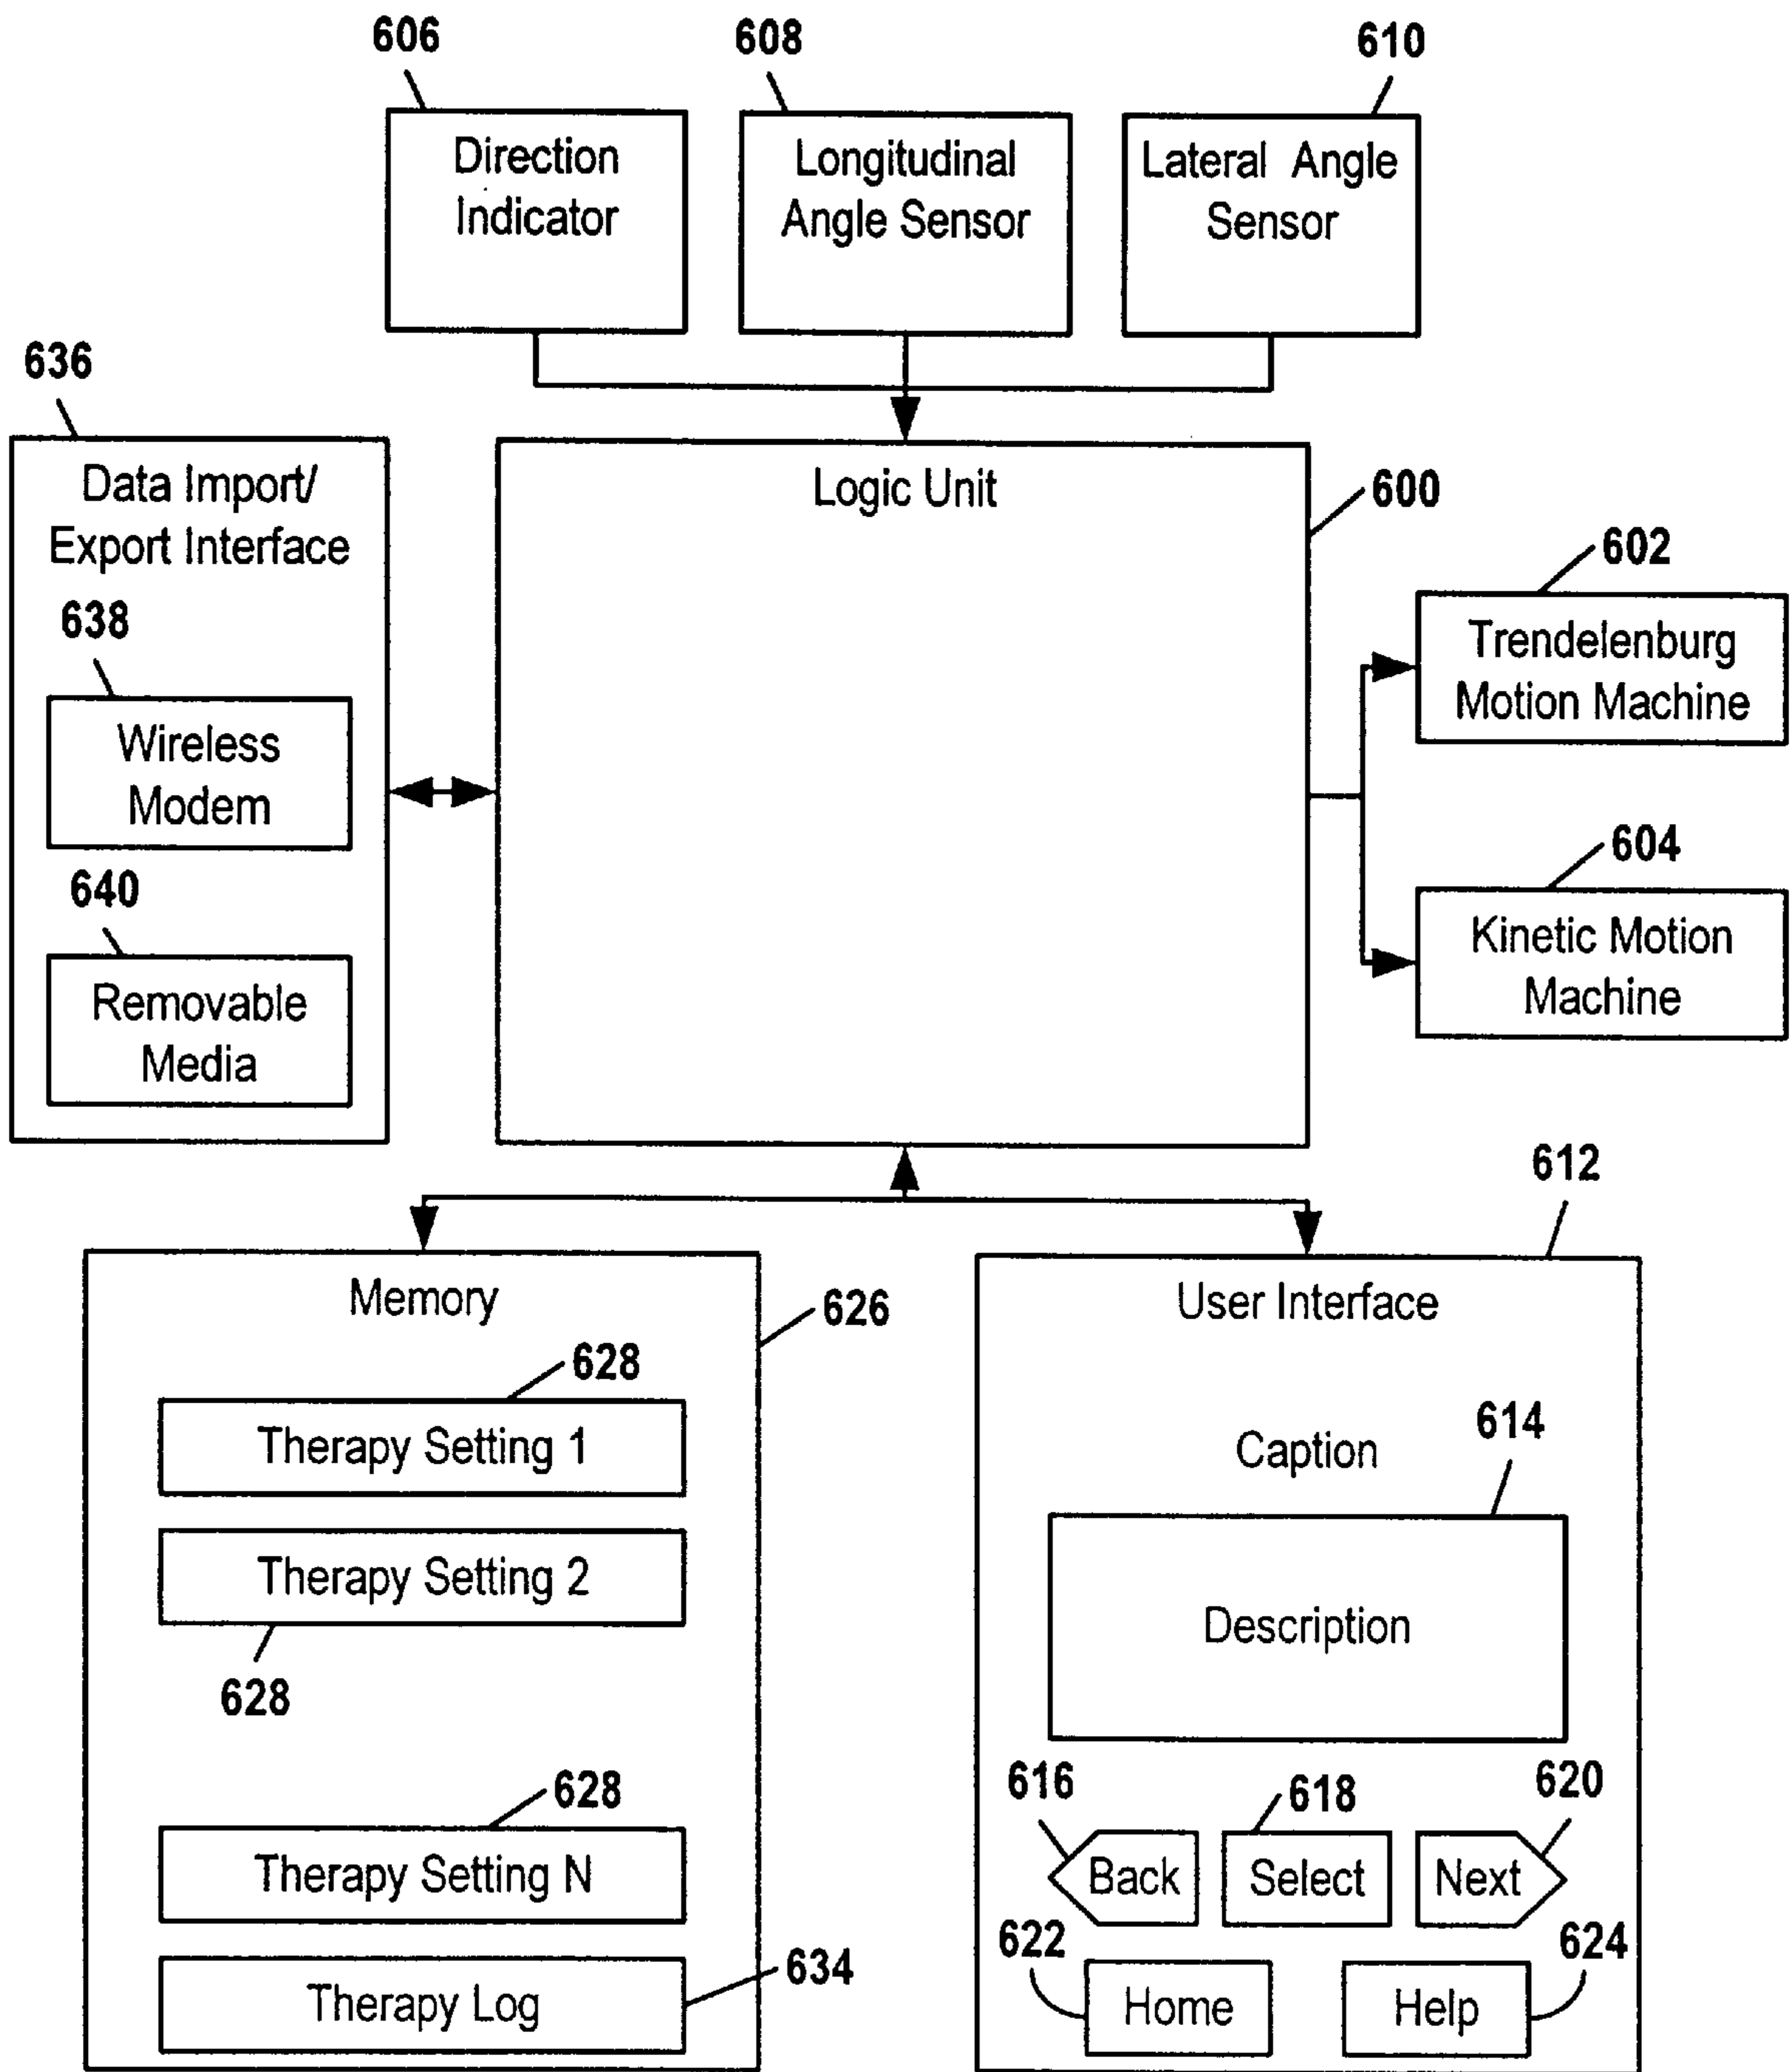 606
608
610
Direction
Indicator
Longitudinal
Angle Sensor
Lateral Angle
Sensor
636
Data Import/
Export Interface
638
Wireless
Modem
640
Removable
Media
Logic Unit
600
602
Trendelenburg
Motion Machine
604
Kinetic Motion
Machine
Memory
626
628
Therapy Setting 1
Therapy Setting 2
628
628
Therapy Setting N
Therapy Log
634
612
User Interface
Caption
614
Description
616
618
620
Back
Select
Next
622
624
Home
Help